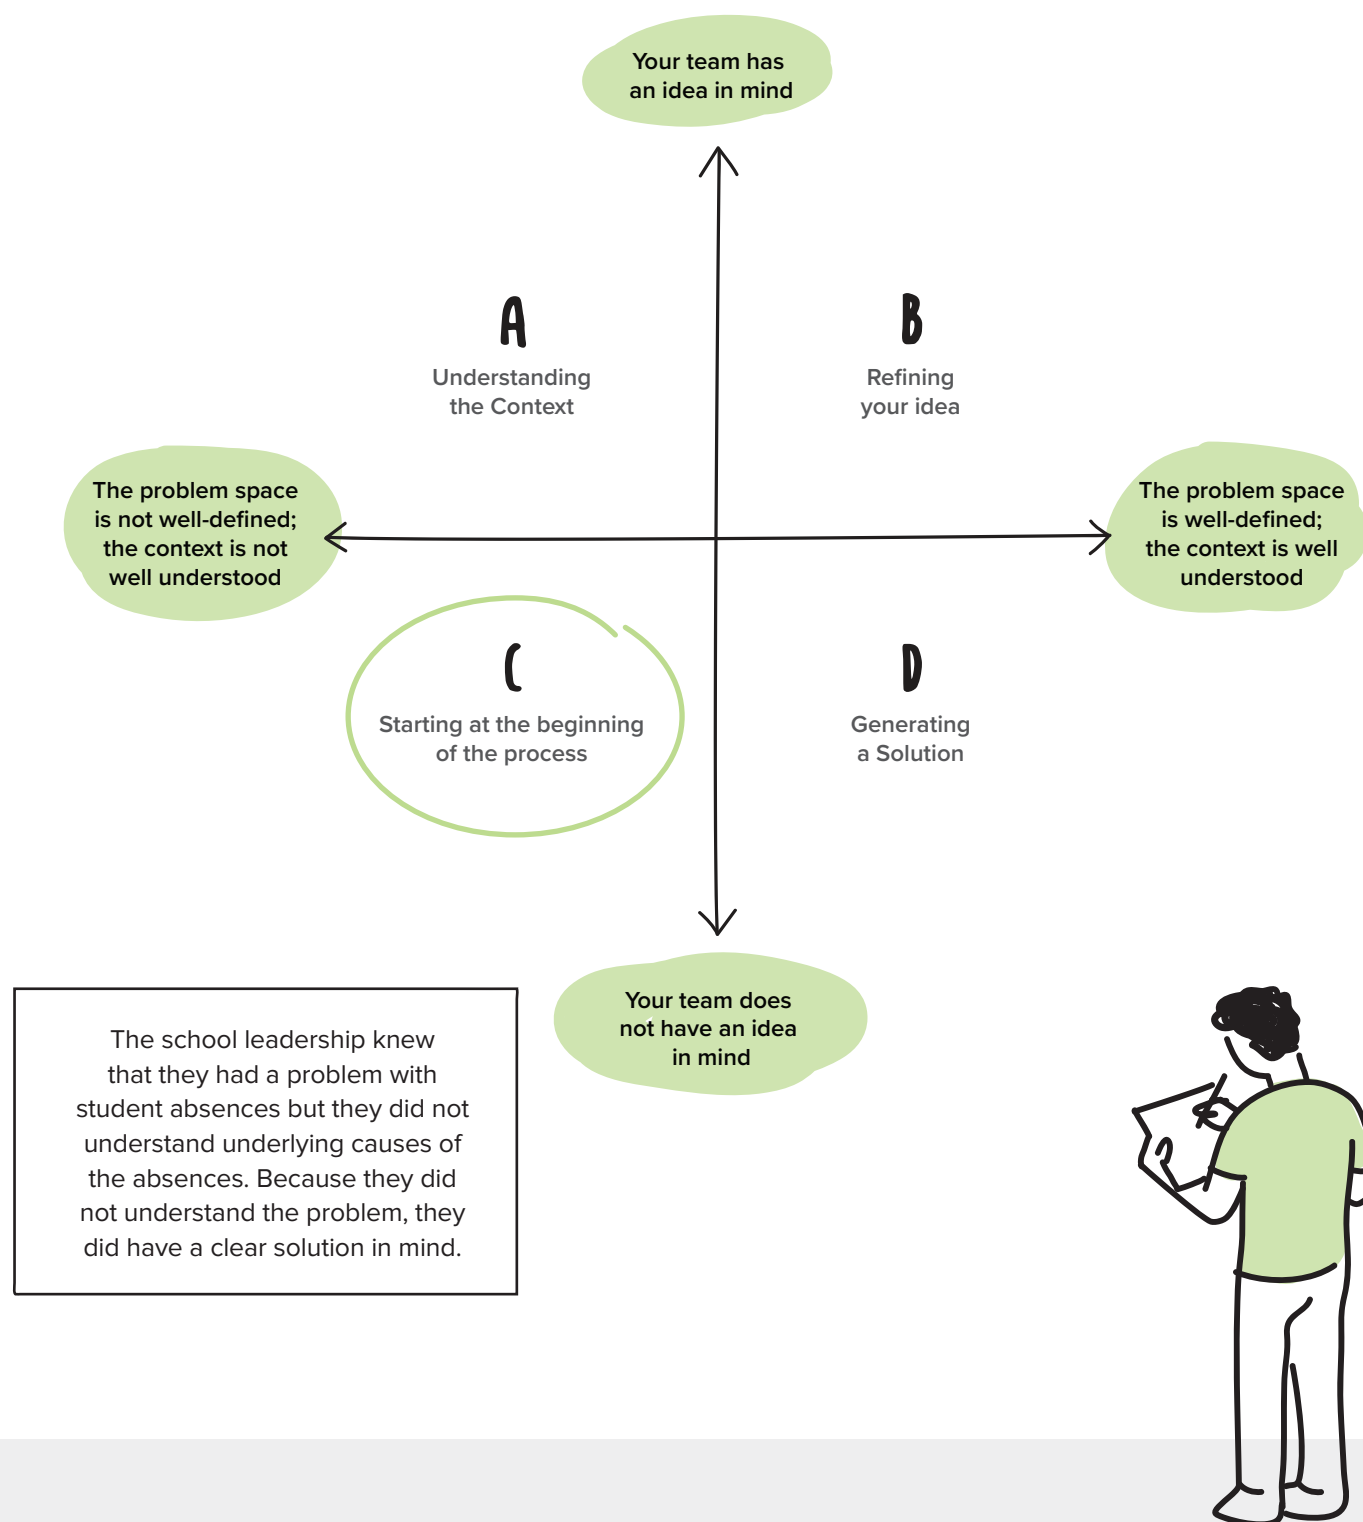 Your team has
an idea in mind
A
Understanding
the Context
B
Refining
your idea
The problem space
is not well-defined;
the context is not
well understood
The problem space
is well-defined;
the context is well
understood
C
Starting at the beginning
of the process
D
Generating
a Solution
Your team does
not have an idea
in mind
The school leadership knew
that they had a problem with
student absences but they did not
understand underlying causes of
the absences. Because they did
not understand the problem, they
did have a clear solution in mind.